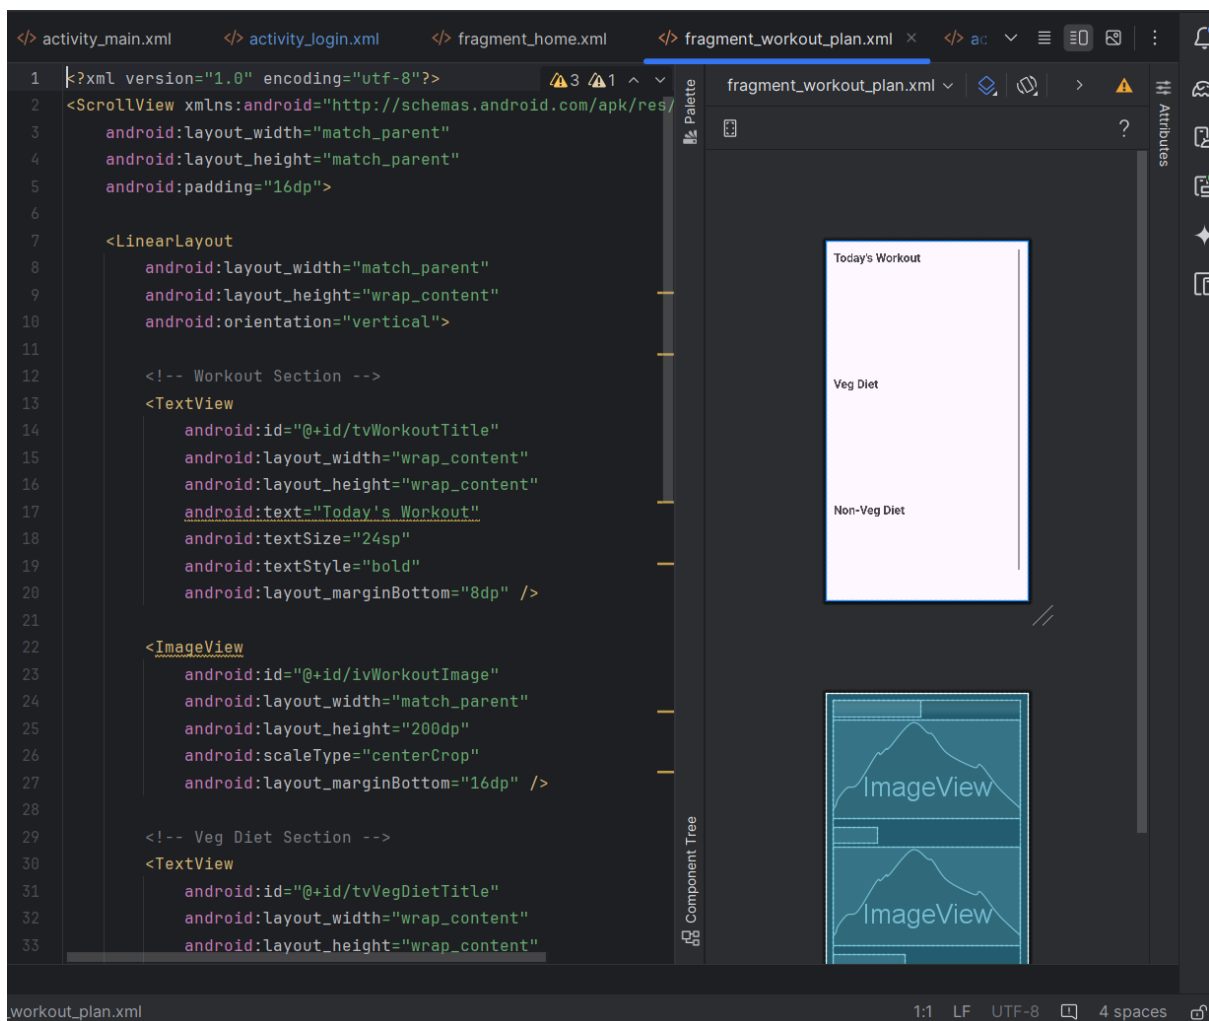 </> activity_main.xml </> activity_login.xml </> fragment_home.xml </> fragment_workout_plan.xml × </> ac
1 <?xml version="1.0" encoding="utf-8"?> 3 1
2 <ScrollView xmlns:android="http://schemas.android.com/apk/res/
3 android:layout_width="match_parent"
4 android:layout_height="match_parent"
5 android:padding="16dp">
6
7 <LinearLayout
8 android:layout_width="match_parent"
9 android:layout_height="wrap_content"
10 android:orientation="vertical">
11
12 <!-- Workout Section -->
13 <TextView
14 android:id="@+id/tvWorkoutTitle"
15 android:layout_width="wrap_content"
16 android:layout_height="wrap_content"
17 android:text="Today's Workout"
18 android:textSize="24sp"
19 android:textStyle="bold"
20 android:layout_marginBottom="8dp" />
21
22 <ImageView
23 android:id="@+id/ivWorkoutImage"
24 android:layout_width="match_parent"
25 android:layout_height="200dp"
26 android:scaleType="centerCrop"
27 android:layout_marginBottom="16dp" />
28
29 <!-- Veg Diet Section -->
30 <TextView
31 android:id="@+id/tvVegDietTitle"
32 android:layout_width="wrap_content"
33 android:layout_height="wrap_content"
Palette
Component Tree
fragment_workout_plan.xml
?
Attributes
Today's Workout
Veg Diet
Non-Veg Diet
ImageView
ImageView
_workout_plan.xml 1:1 LF UTF-8 4 spaces